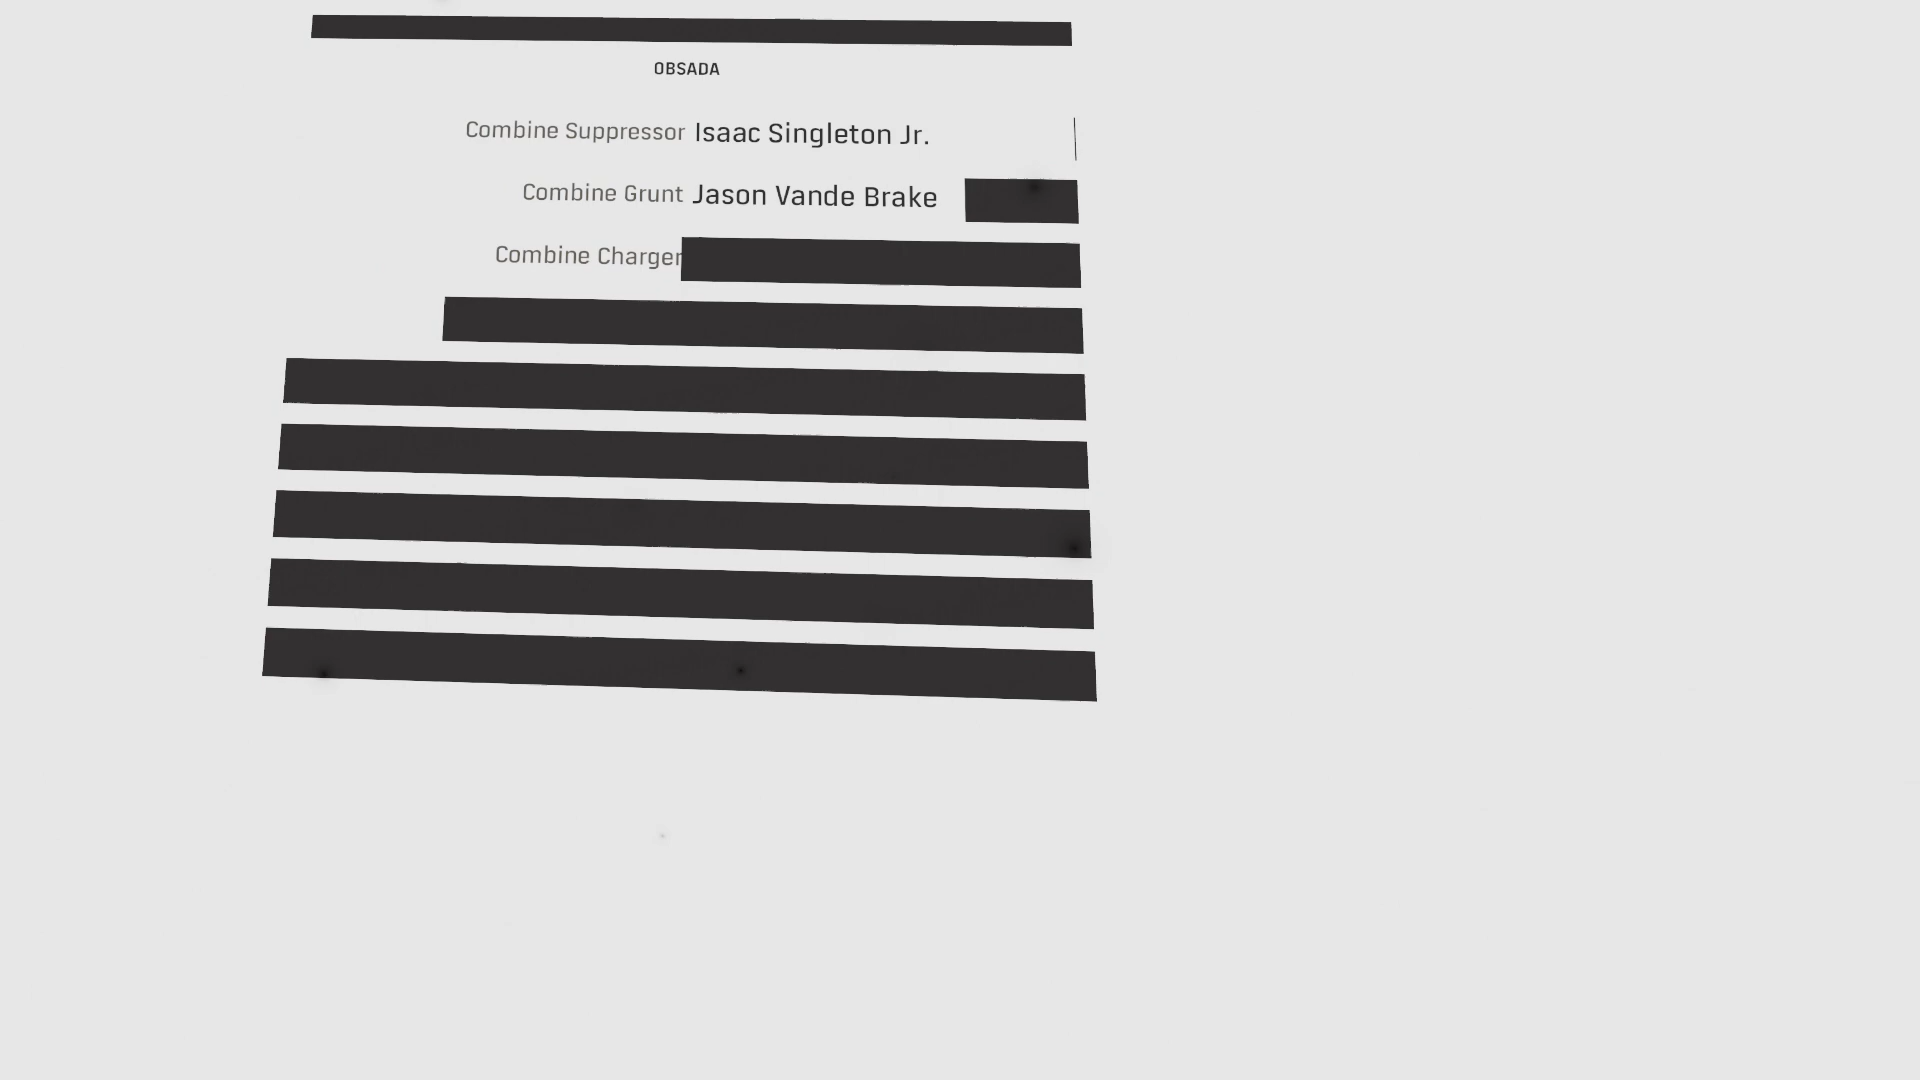 OBSADA
Combine Suppressor Isaac Singleton Jr.
Combine Grunt Jason Vande Brake
Combine Charger